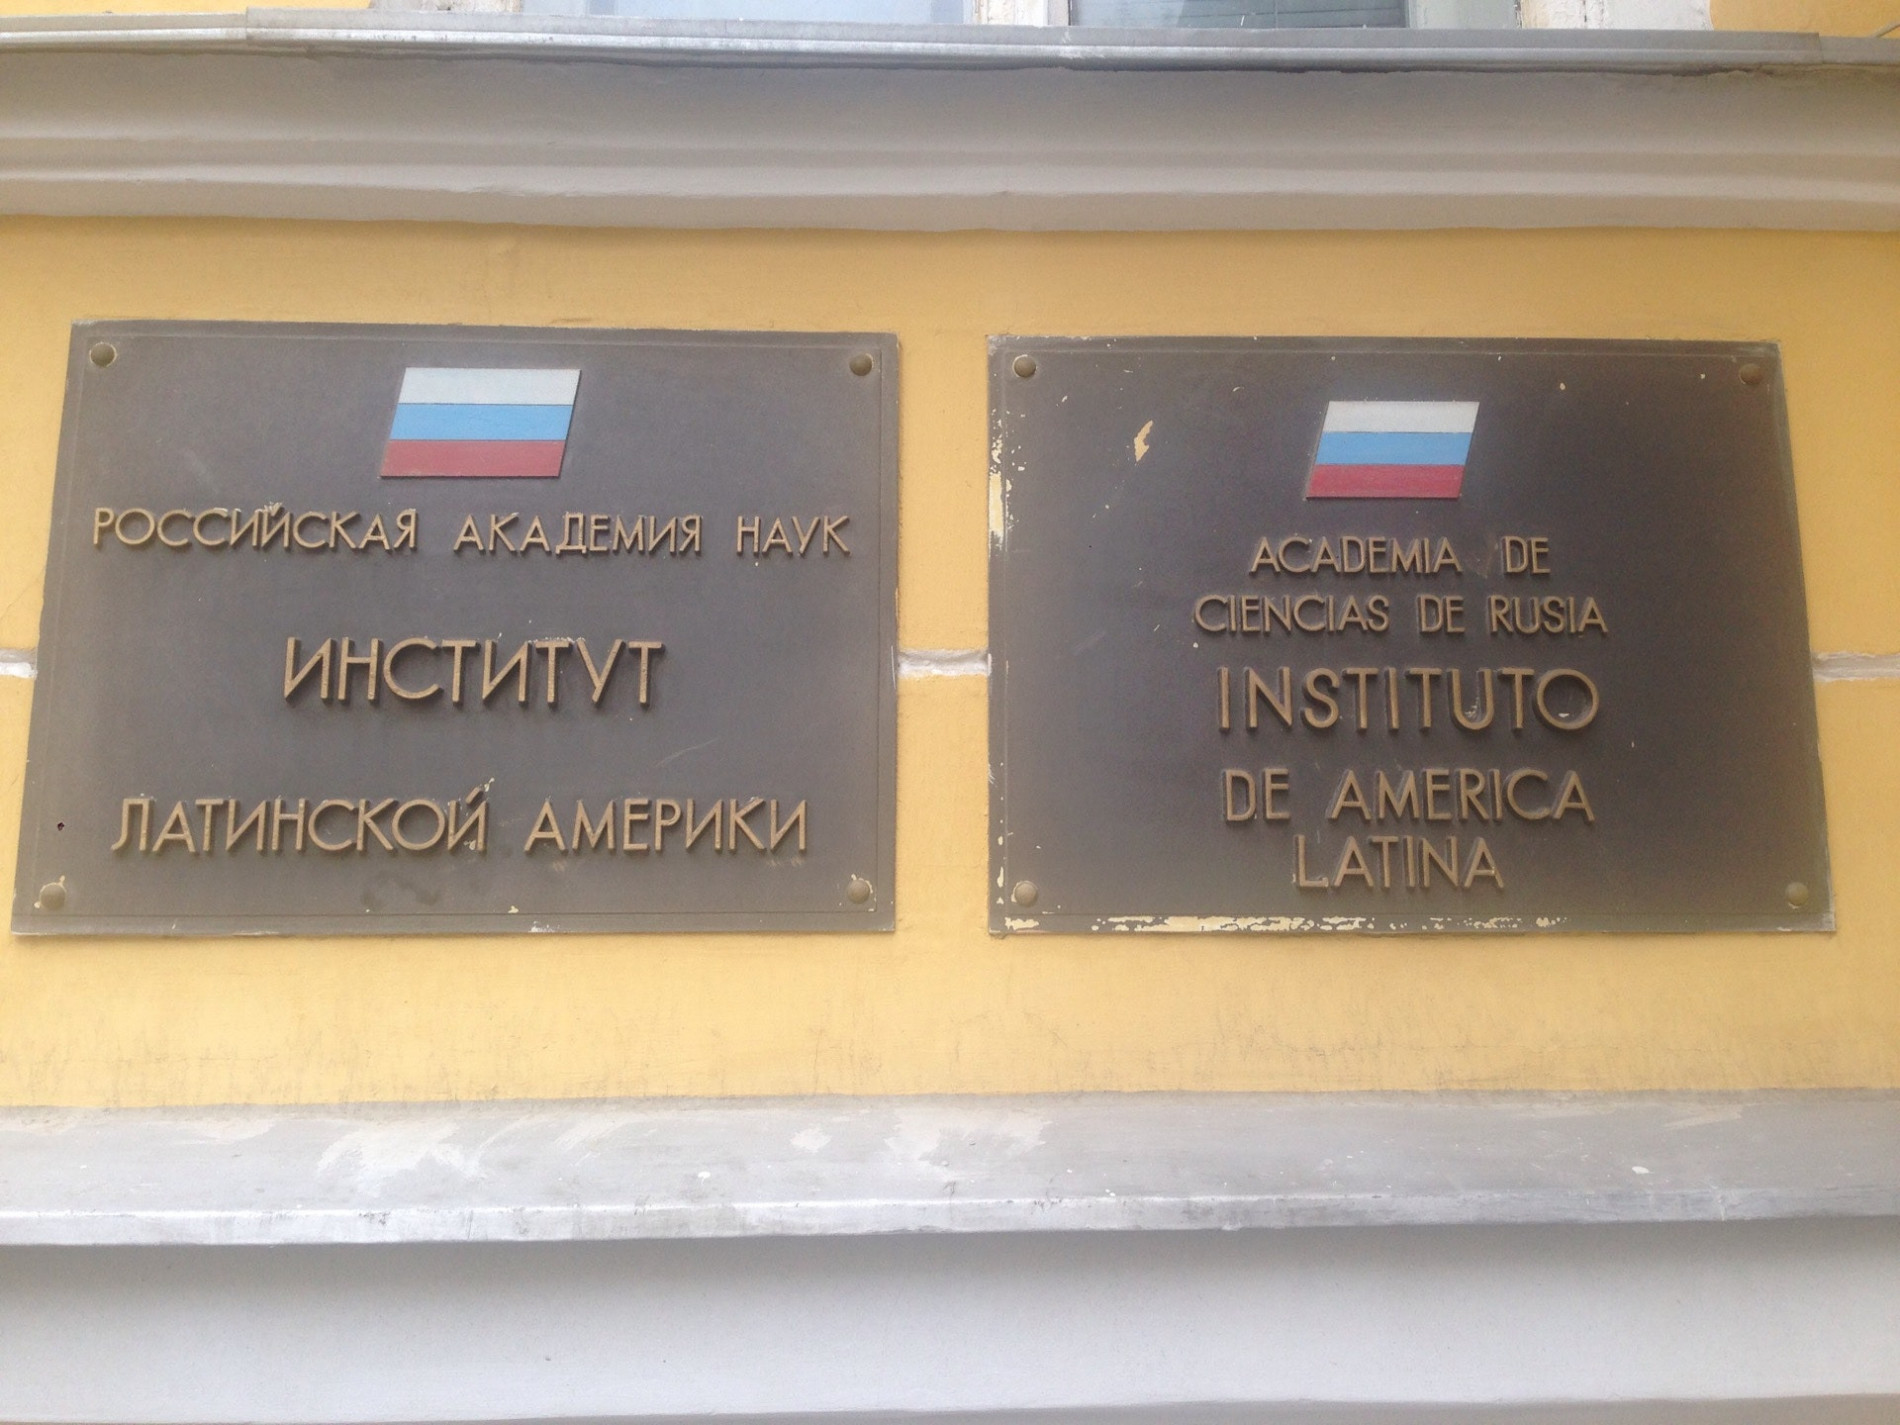 РОССИЙСКАЯ АКАДЕМИЯ НАУК
ИНСТИТУТ
ЛАТИНСКОЙ АМЕРИКИ
ACADEMIA DE
CIENCIAS DE RUSIA
INSTITUTO
DE AMERICA
LATINA